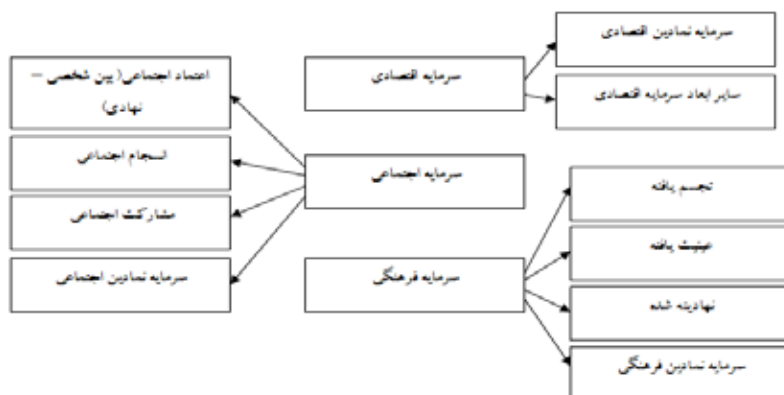 سرمایه نمادین اقتصادی
سایر ابعاد سرمایه اقتصادی
سرمایه اقتصادی
اعتماد اجتماعی( بین شخصی –
نهادی)
انسجام اجتماعی
مشارکت اجتماعی
سرمایه نمادین اجتماعی
سرمایه اجتماعی
تجسم یافته
عینیت یافته
نهادینه شده
سرمایه نمادین فرهنگی
سرمایه فرهنگی